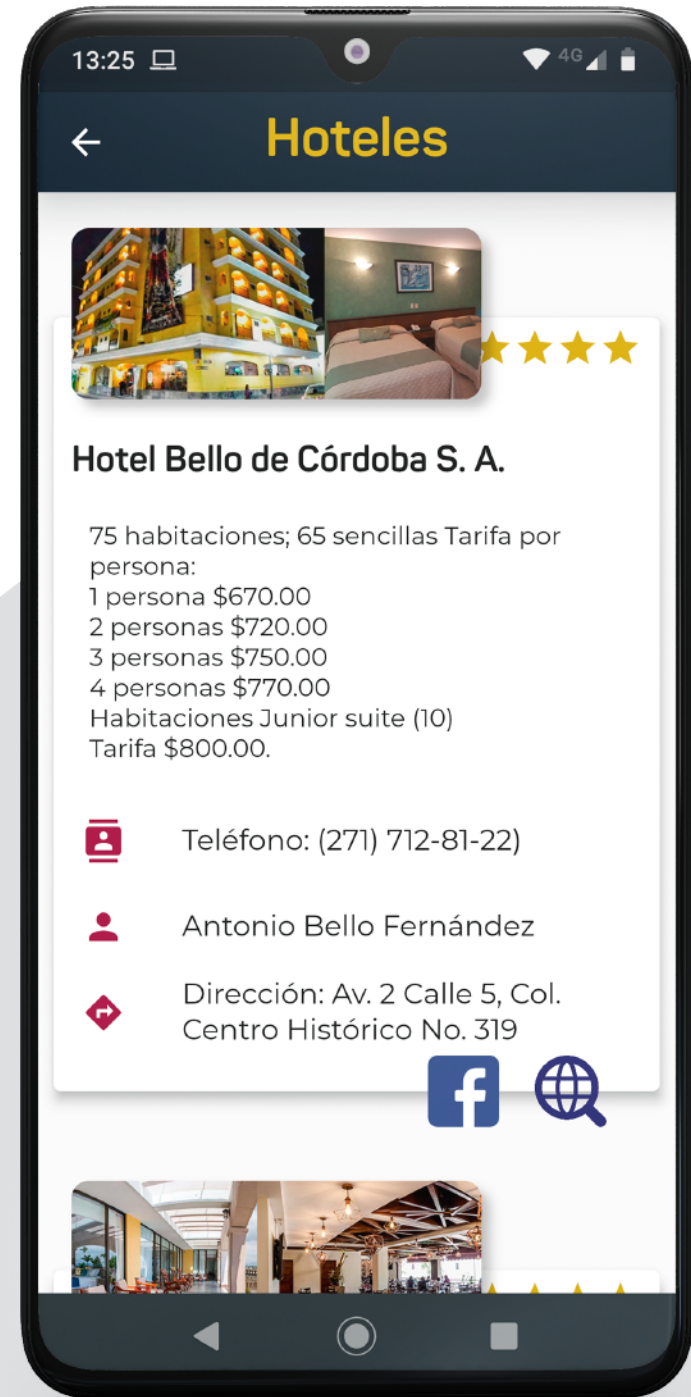 13:25
4G
Hoteles
Hotel Bello de Córdoba S. A.
75 habitaciones; 65 sencillas Tarifa por
persona:
1 persona $670.00
2 personas $720.00
3 personas $750.00
4 personas $770.00
Habitaciones Junior suite (10)
Tarifa $800.00.
Teléfono: (271) 712-81-22)
Antonio Bello Fernández
Dirección: Av. 2 Calle 5, Col.
Centro Histórico No. 319
f